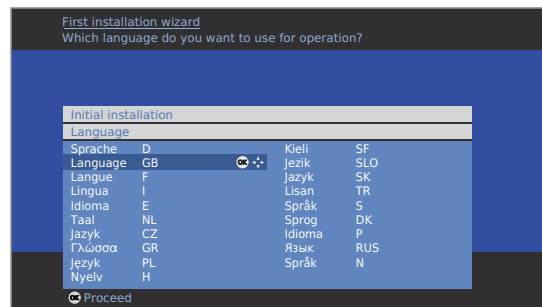 First installation wizard
Which language do you want to use for operation?
Initial installation
Language
Sprache D Kieli SF
Language GB OK Jezik SLO
Langue F Jazyk SK
Lingua I Lisan TR
Idioma E Språk S
Taal NL Sprog DK
Jazyk CZ Idioma P
Γλώσσα GR Язык RUS
Język PL Språk N
Nyelv H
OK Proceed